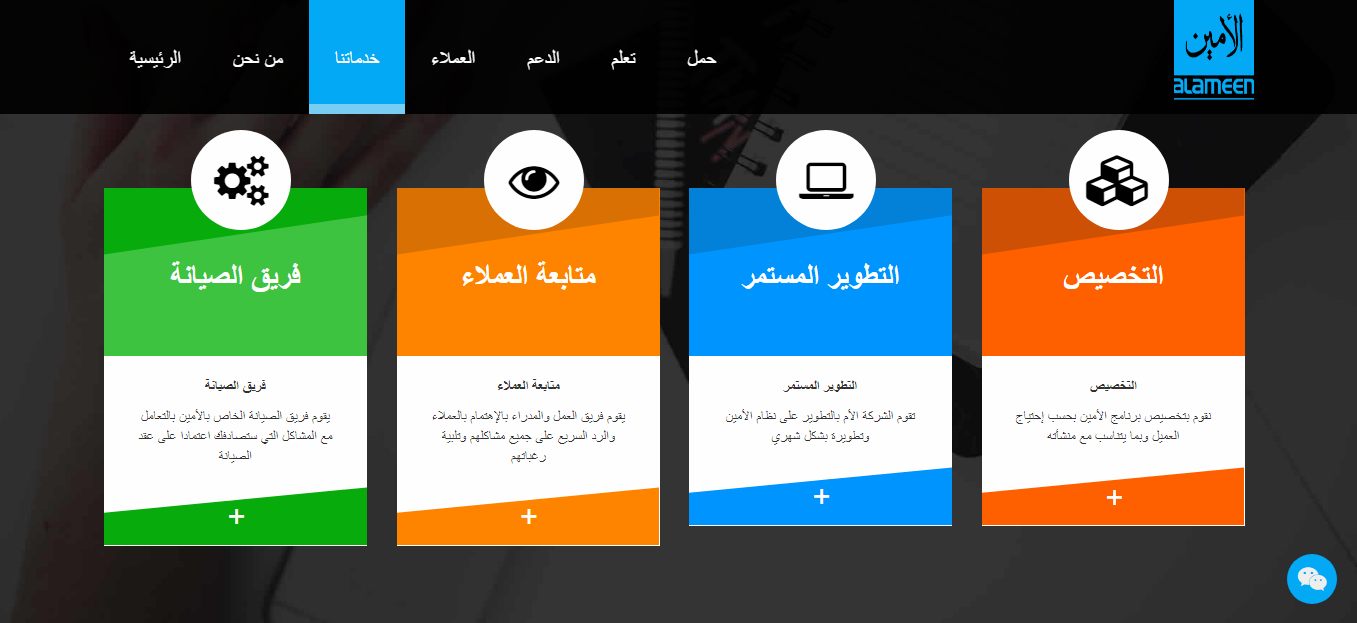 الأمين
ALAMEEN
الرئيسية
من نحن
خدماتنا
العملاء
الدعم
تعلم
حمل
التخصيص
التخصيص
نقوم بتخصيص برنامج الأمين بحسب إحتياج
العميل وبما يتناسب مع منشأته
+
التطوير المستمر
التطوير المستمر
تقوم الشركة الأم بالتطوير على نظام الأمين
وتطويرة بشكل شهري
+
متابعة العملاء
متابعة العملاء
يقوم فريق العمل والمدراء بالإهتمام بالعملاء
والرد السريع على جميع مشاكلهم وتلبية
رغباتهم
+
فريق الصيانة
فريق الصيانة
يقوم فريق الصيانة الخاص بالأمين بالتعامل
مع المشاكل التي ستصادفك اعتمادا على عقد
الصيانة
+